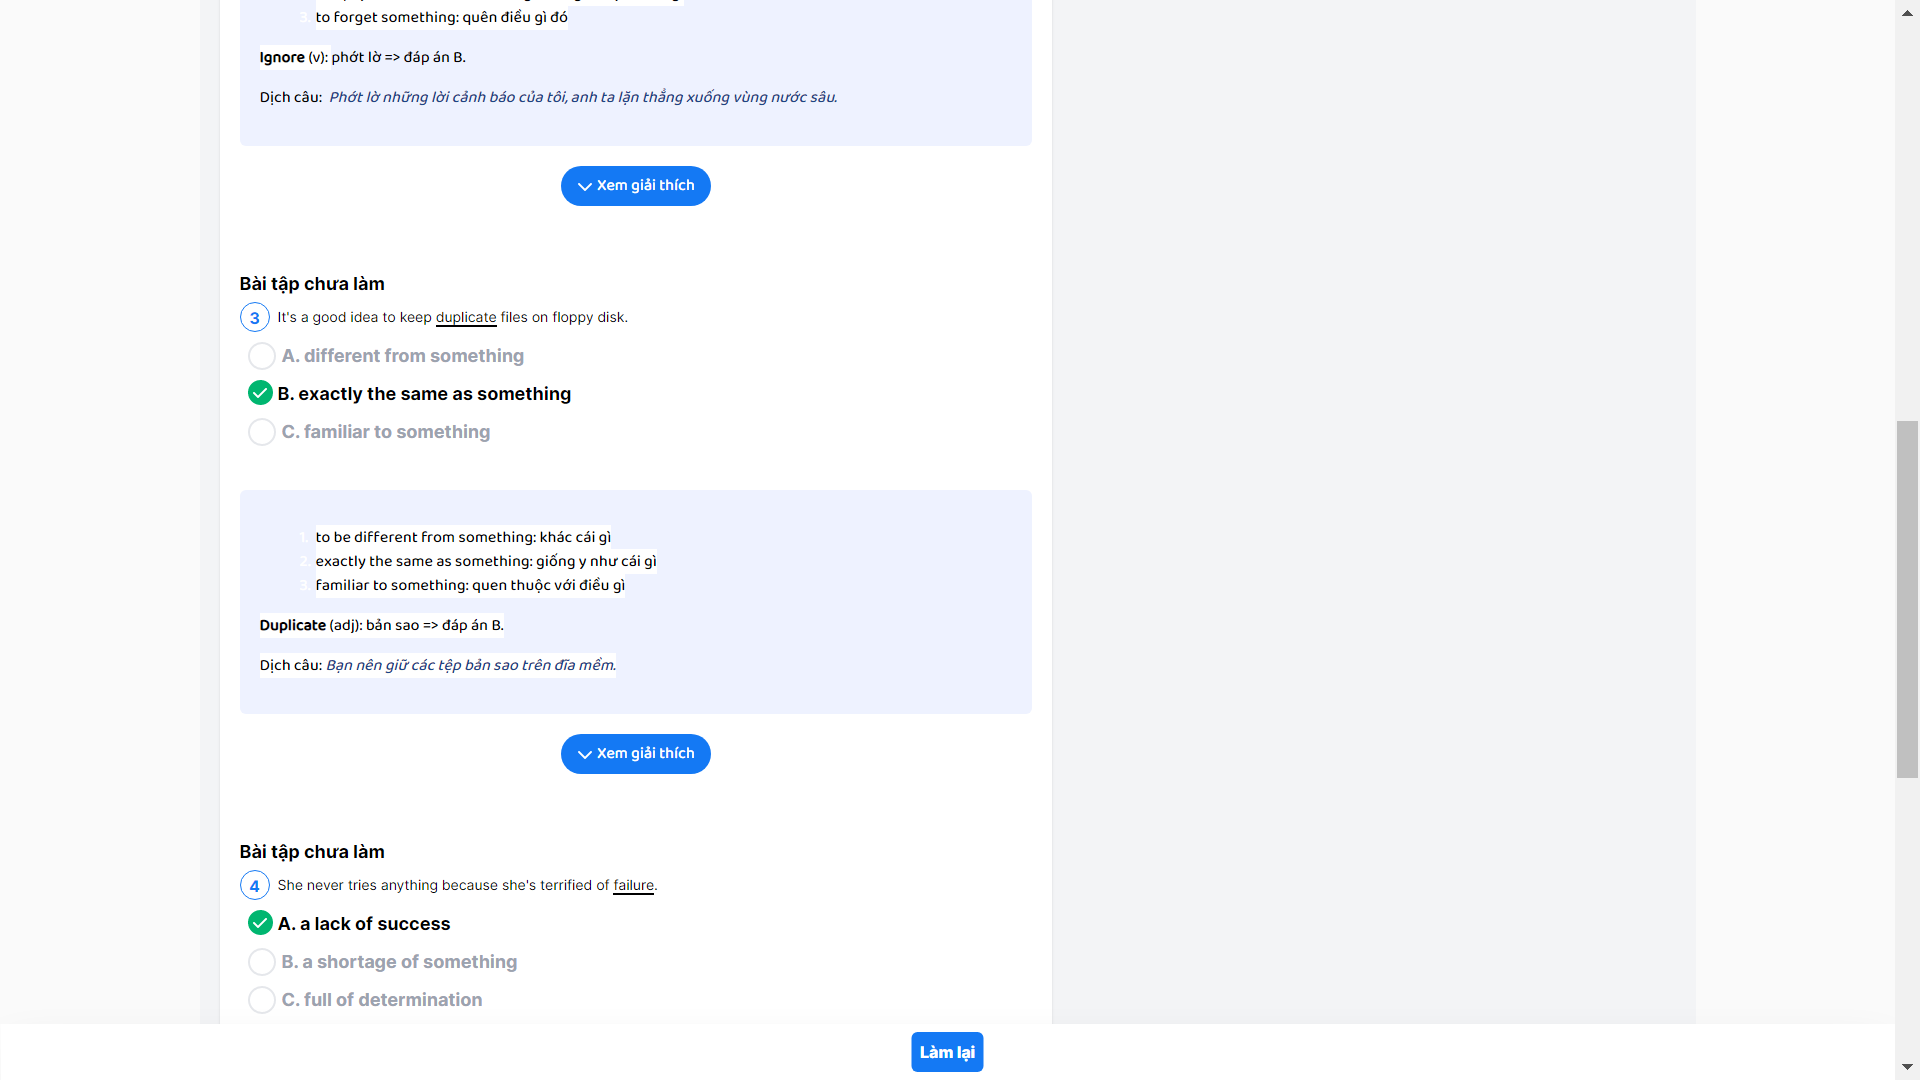 3. to forget something: quên điều gì đó
Ignore (v): phớt lờ => đáp án B.
Dịch câu: Phớt lờ những lời cảnh báo của tôi, anh ta lặn thẳng xuống vùng nước sâu.
Xem giải thích
Bài tập chưa làm
3 It's a good idea to keep duplicate files on floppy disk.
A. different from something
B. exactly the same as something
C. familiar to something
1. to be different from something: khác cái gì
2. exactly the same as something: giống y như cái gì
3. familiar to something: quen thuộc với điều gì
Duplicate (adj): bản sao => đáp án B.
Dịch câu: Bạn nên giữ các tệp bản sao trên đĩa mềm.
Xem giải thích
Bài tập chưa làm
4 She never tries anything because she's terrified of failure.
A. a lack of success
B. a shortage of something
C. full of determination
Làm lại